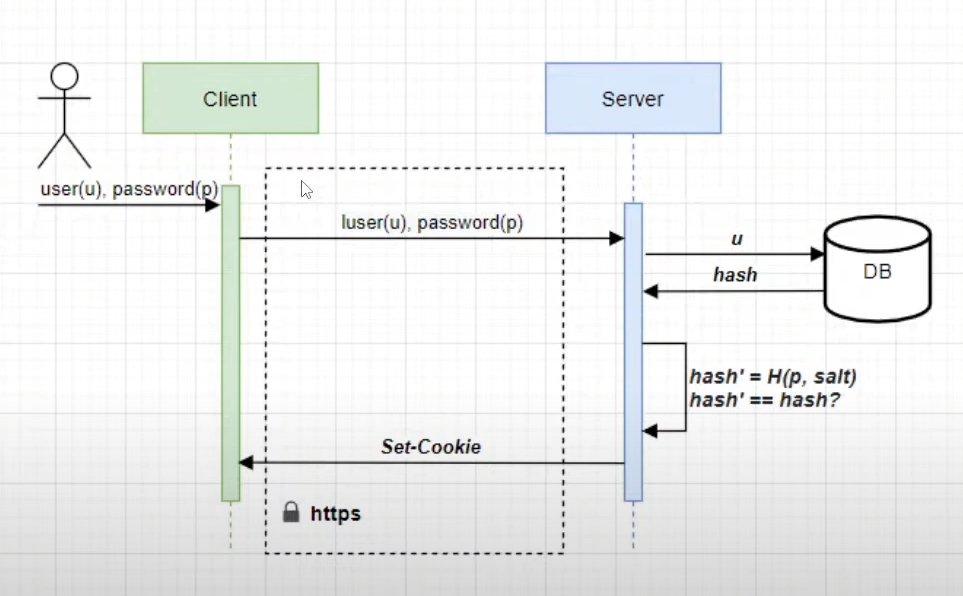 Client
Server
user(u), password(p)
luser(u), password(p)
u
hash
DB
hash' = H(p, salt)
hash' == hash?
Set-Cookie
https